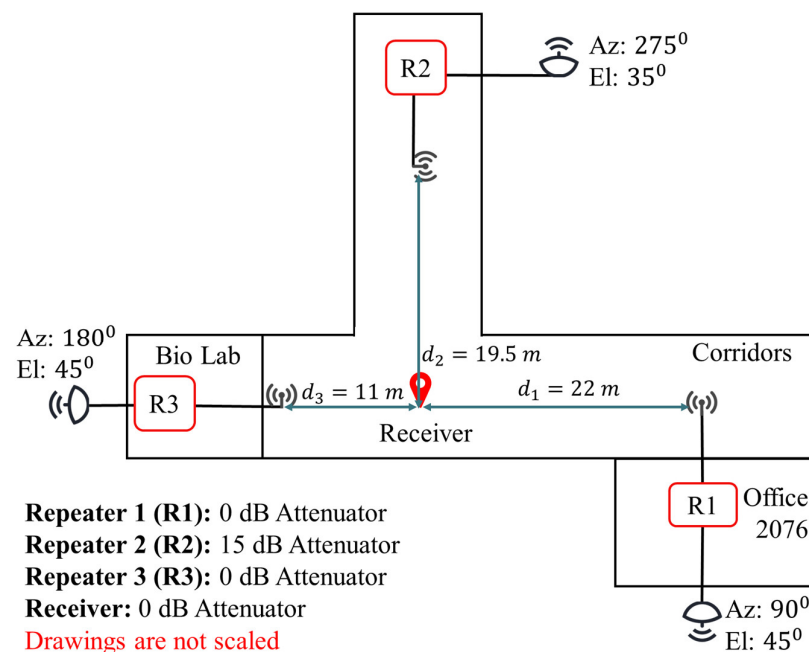 R2
Az: 275⁰
El: 35⁰
Az: 180⁰
El: 45⁰
Bio Lab
d₂ = 19.5 m
Corridors
R3
d₃ = 11 m
d₁ = 22 m
Receiver
R1
Office
2076
Repeater 1 (R1): 0 dB Attenuator
Repeater 2 (R2): 15 dB Attenuator
Repeater 3 (R3): 0 dB Attenuator
Receiver: 0 dB Attenuator
Drawings are not scaled
Az: 90⁰
El: 45⁰